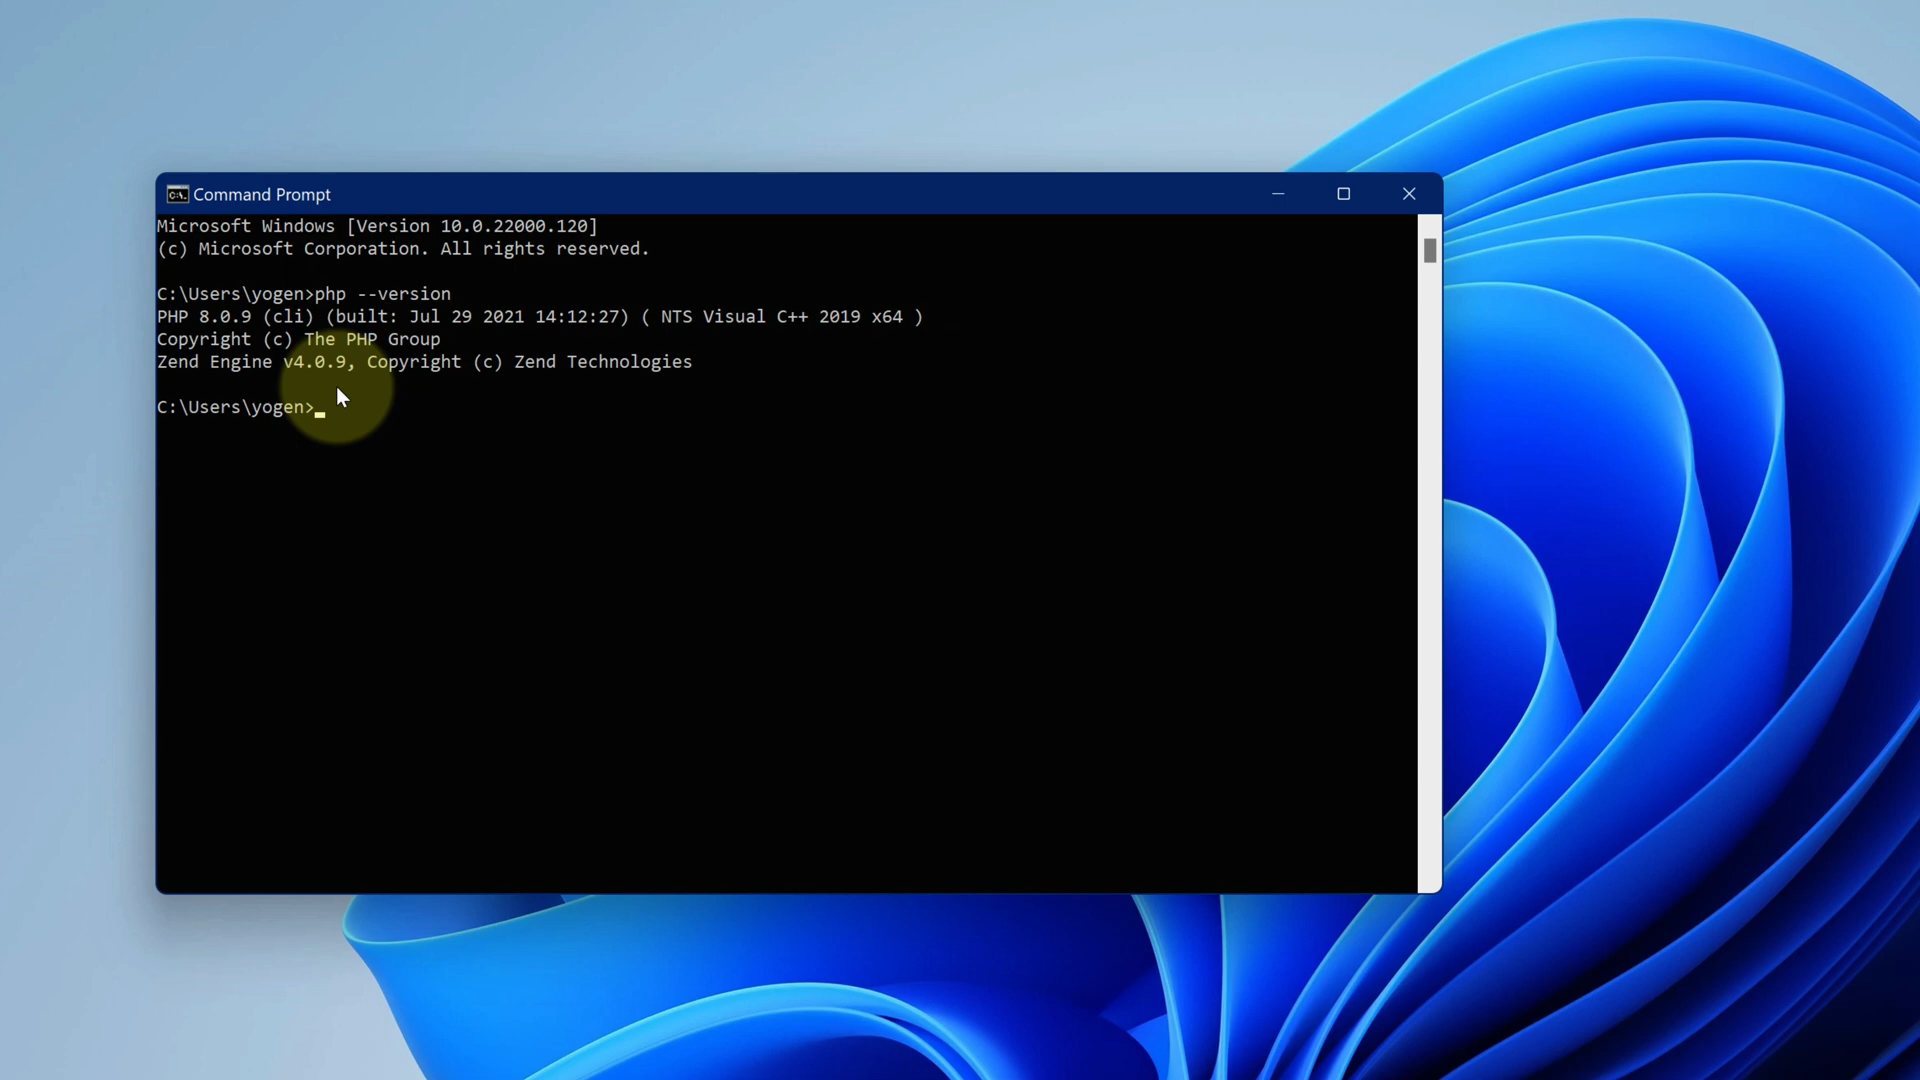 Command Prompt
Microsoft Windows [Version 10.0.22000.120]
(c) Microsoft Corporation. All rights reserved.
C:\Users\yogen>php --version
PHP 8.0.9 (cli) (built: Jul 29 2021 14:12:27) ( NTS Visual C++ 2019 x64 )
Copyright (c) The PHP Group
Zend Engine v4.0.9, Copyright (c) Zend Technologies
C:\Users\yogen>